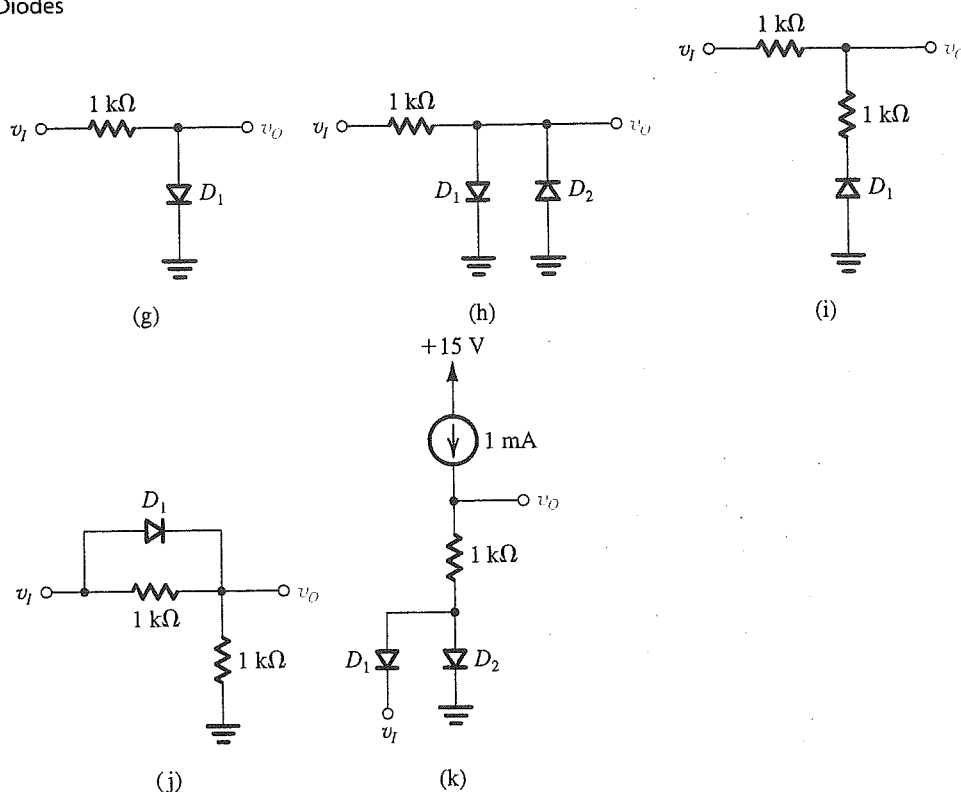 Diodes
1 kΩ
v_I
v_O
D_1
(g)
1 kΩ
v_I
v_O
D_1
D_2
(h)
1 kΩ
v_I
v_O
1 kΩ
D_1
(i)
D_1
v_I
v_O
1 kΩ
1 kΩ
(j)
+15 V
1 mA
v_O
1 kΩ
D_1
D_2
v_I
(k)